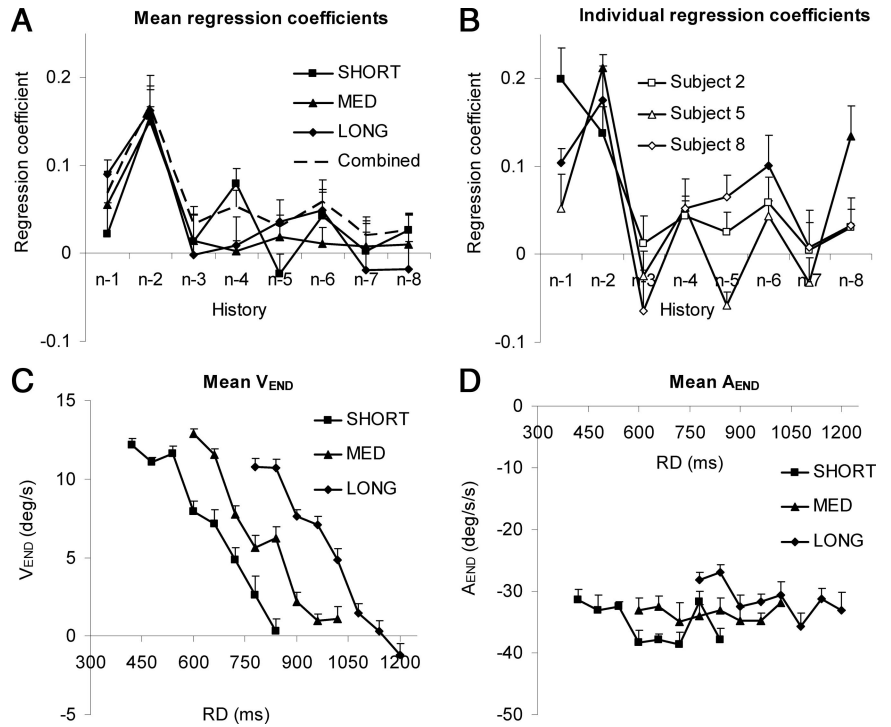 A
Mean regression coefficients
Regression coefficient
0.2
0.1
0
-0.1
n-1 n-2 n-3 n-4 n-5 n-6 n-7 n-8
History
SHORT
MED
LONG
Combined
B
Individual regression coefficients
Regression coefficient
0.2
0.1
0
-0.1
n-1 n-2 n-3 n-4 n-5 n-6 n-7 n-8
History
Subject 2
Subject 5
Subject 8
C
Mean VEND
VEND (deg/s)
15
10
5
0
-5
300 450 600 750 900 1050 1200
RD (ms)
SHORT
MED
LONG
D
Mean AEND
AEND (deg/s/s)
0
-10
-20
-30
-40
-50
300 450 600 750 900 1050 1200
RD (ms)
SHORT
MED
LONG